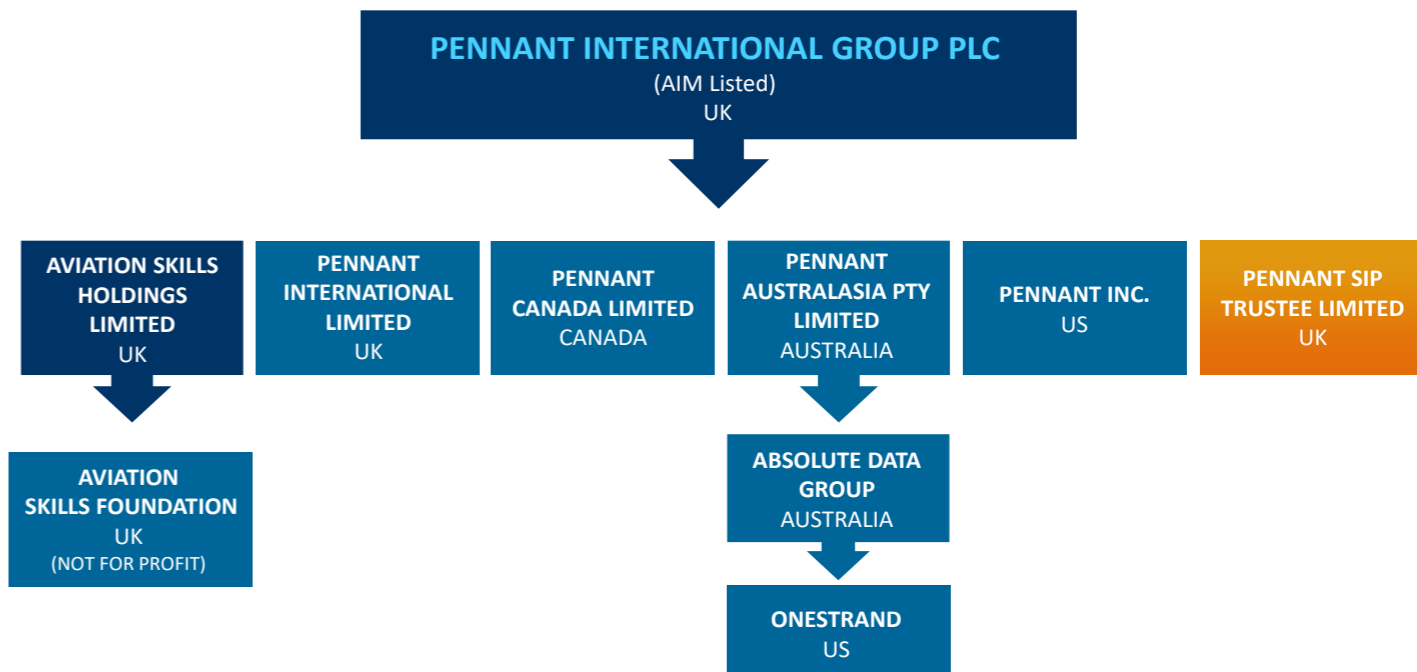 PENNANT INTERNATIONAL GROUP PLC
(AIM Listed)
UK
AVIATION SKILLS
HOLDINGS
LIMITED
UK
PENNANT
INTERNATIONAL
LIMITED
UK
PENNANT
CANADA LIMITED
CANADA
PENNANT
AUSTRALASIA PTY
LIMITED
AUSTRALIA
PENNANT INC.
US
PENNANT SIP
TRUSTEE LIMITED
UK
AVIATION
SKILLS FOUNDATION
UK
(NOT FOR PROFIT)
ABSOLUTE DATA
GROUP
AUSTRALIA
ONESTRAND
US